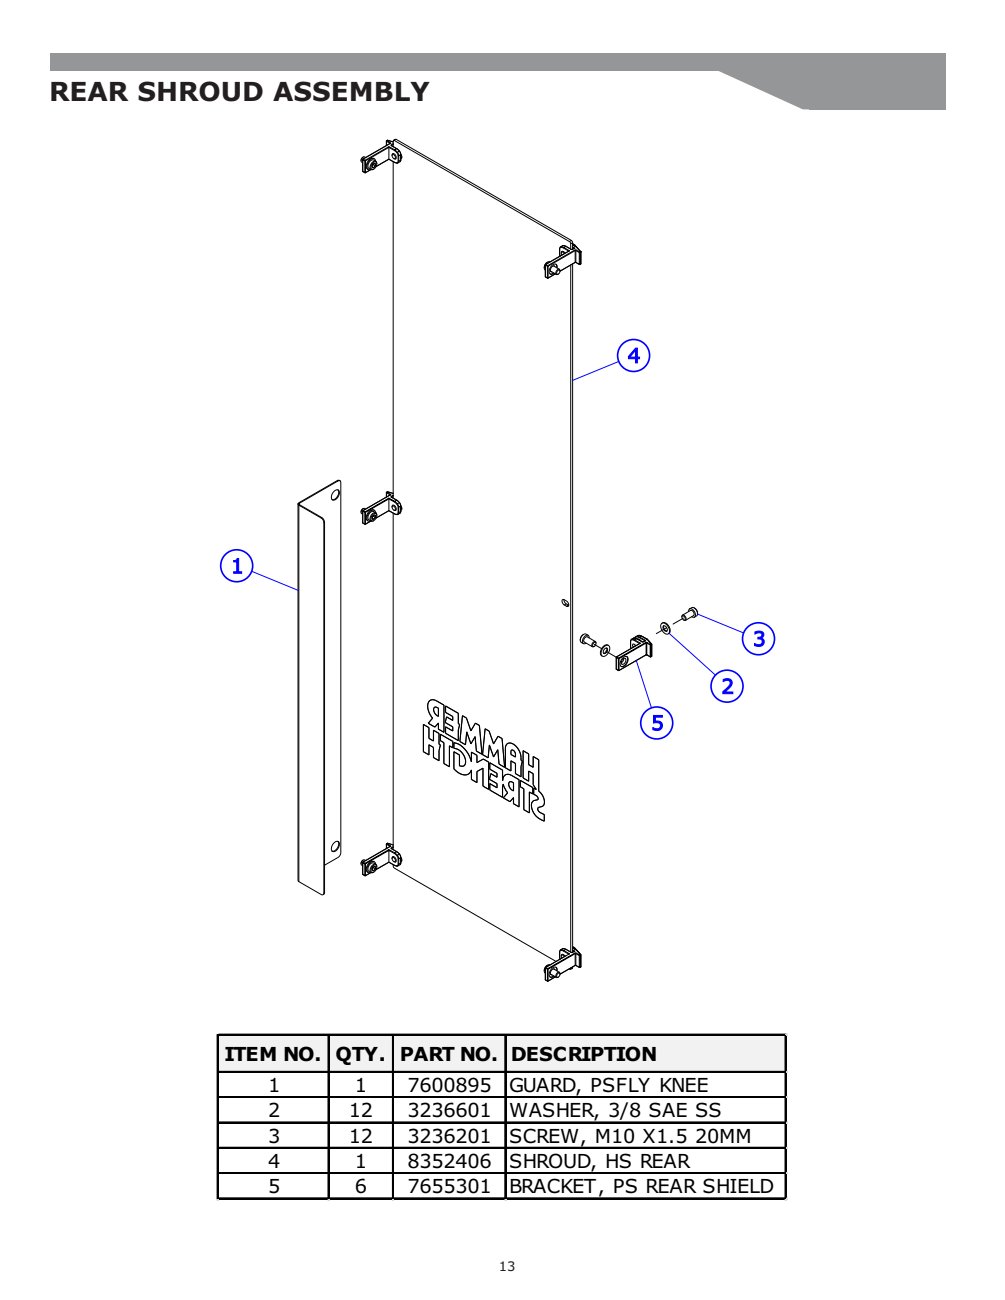 REAR SHROUD ASSEMBLY
4
1
3
2
5
HAMMER
STRENGTH
ITEM NO. QTY. PART NO. DESCRIPTION
1 1 7600895 GUARD, PSFLY KNEE
2 12 3236601 WASHER, 3/8 SAE SS
3 12 3236201 SCREW, M10 X1.5 20MM
4 1 8352406 SHROUD, HS REAR
5 6 7655301 BRACKET, PS REAR SHIELD
13